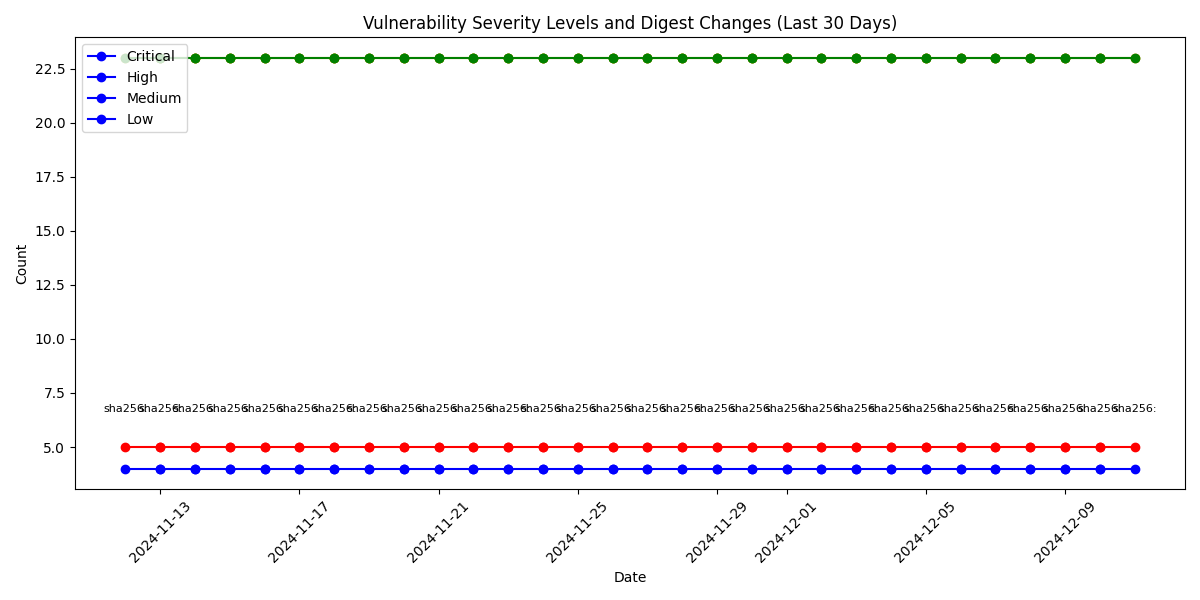 Vulnerability Severity Levels and Digest Changes (Last 30 Days)
Critical
High
Medium
Low
Count
22.5
20.0
17.5
15.0
12.5
10.0
7.5
5.0
sha256: sha256: sha256: sha256: sha256: sha256: sha256: sha256: sha256: sha256: sha256: sha256: sha256: sha256: sha256: sha256: sha256: sha256: sha256: sha256: sha256: sha256: sha256: sha256: sha256: sha256: sha256: sha256: sha256: sha256:
2024-11-13 2024-11-17 2024-11-21 2024-11-25 2024-11-29 2024-12-01 2024-12-05 2024-12-09
Date